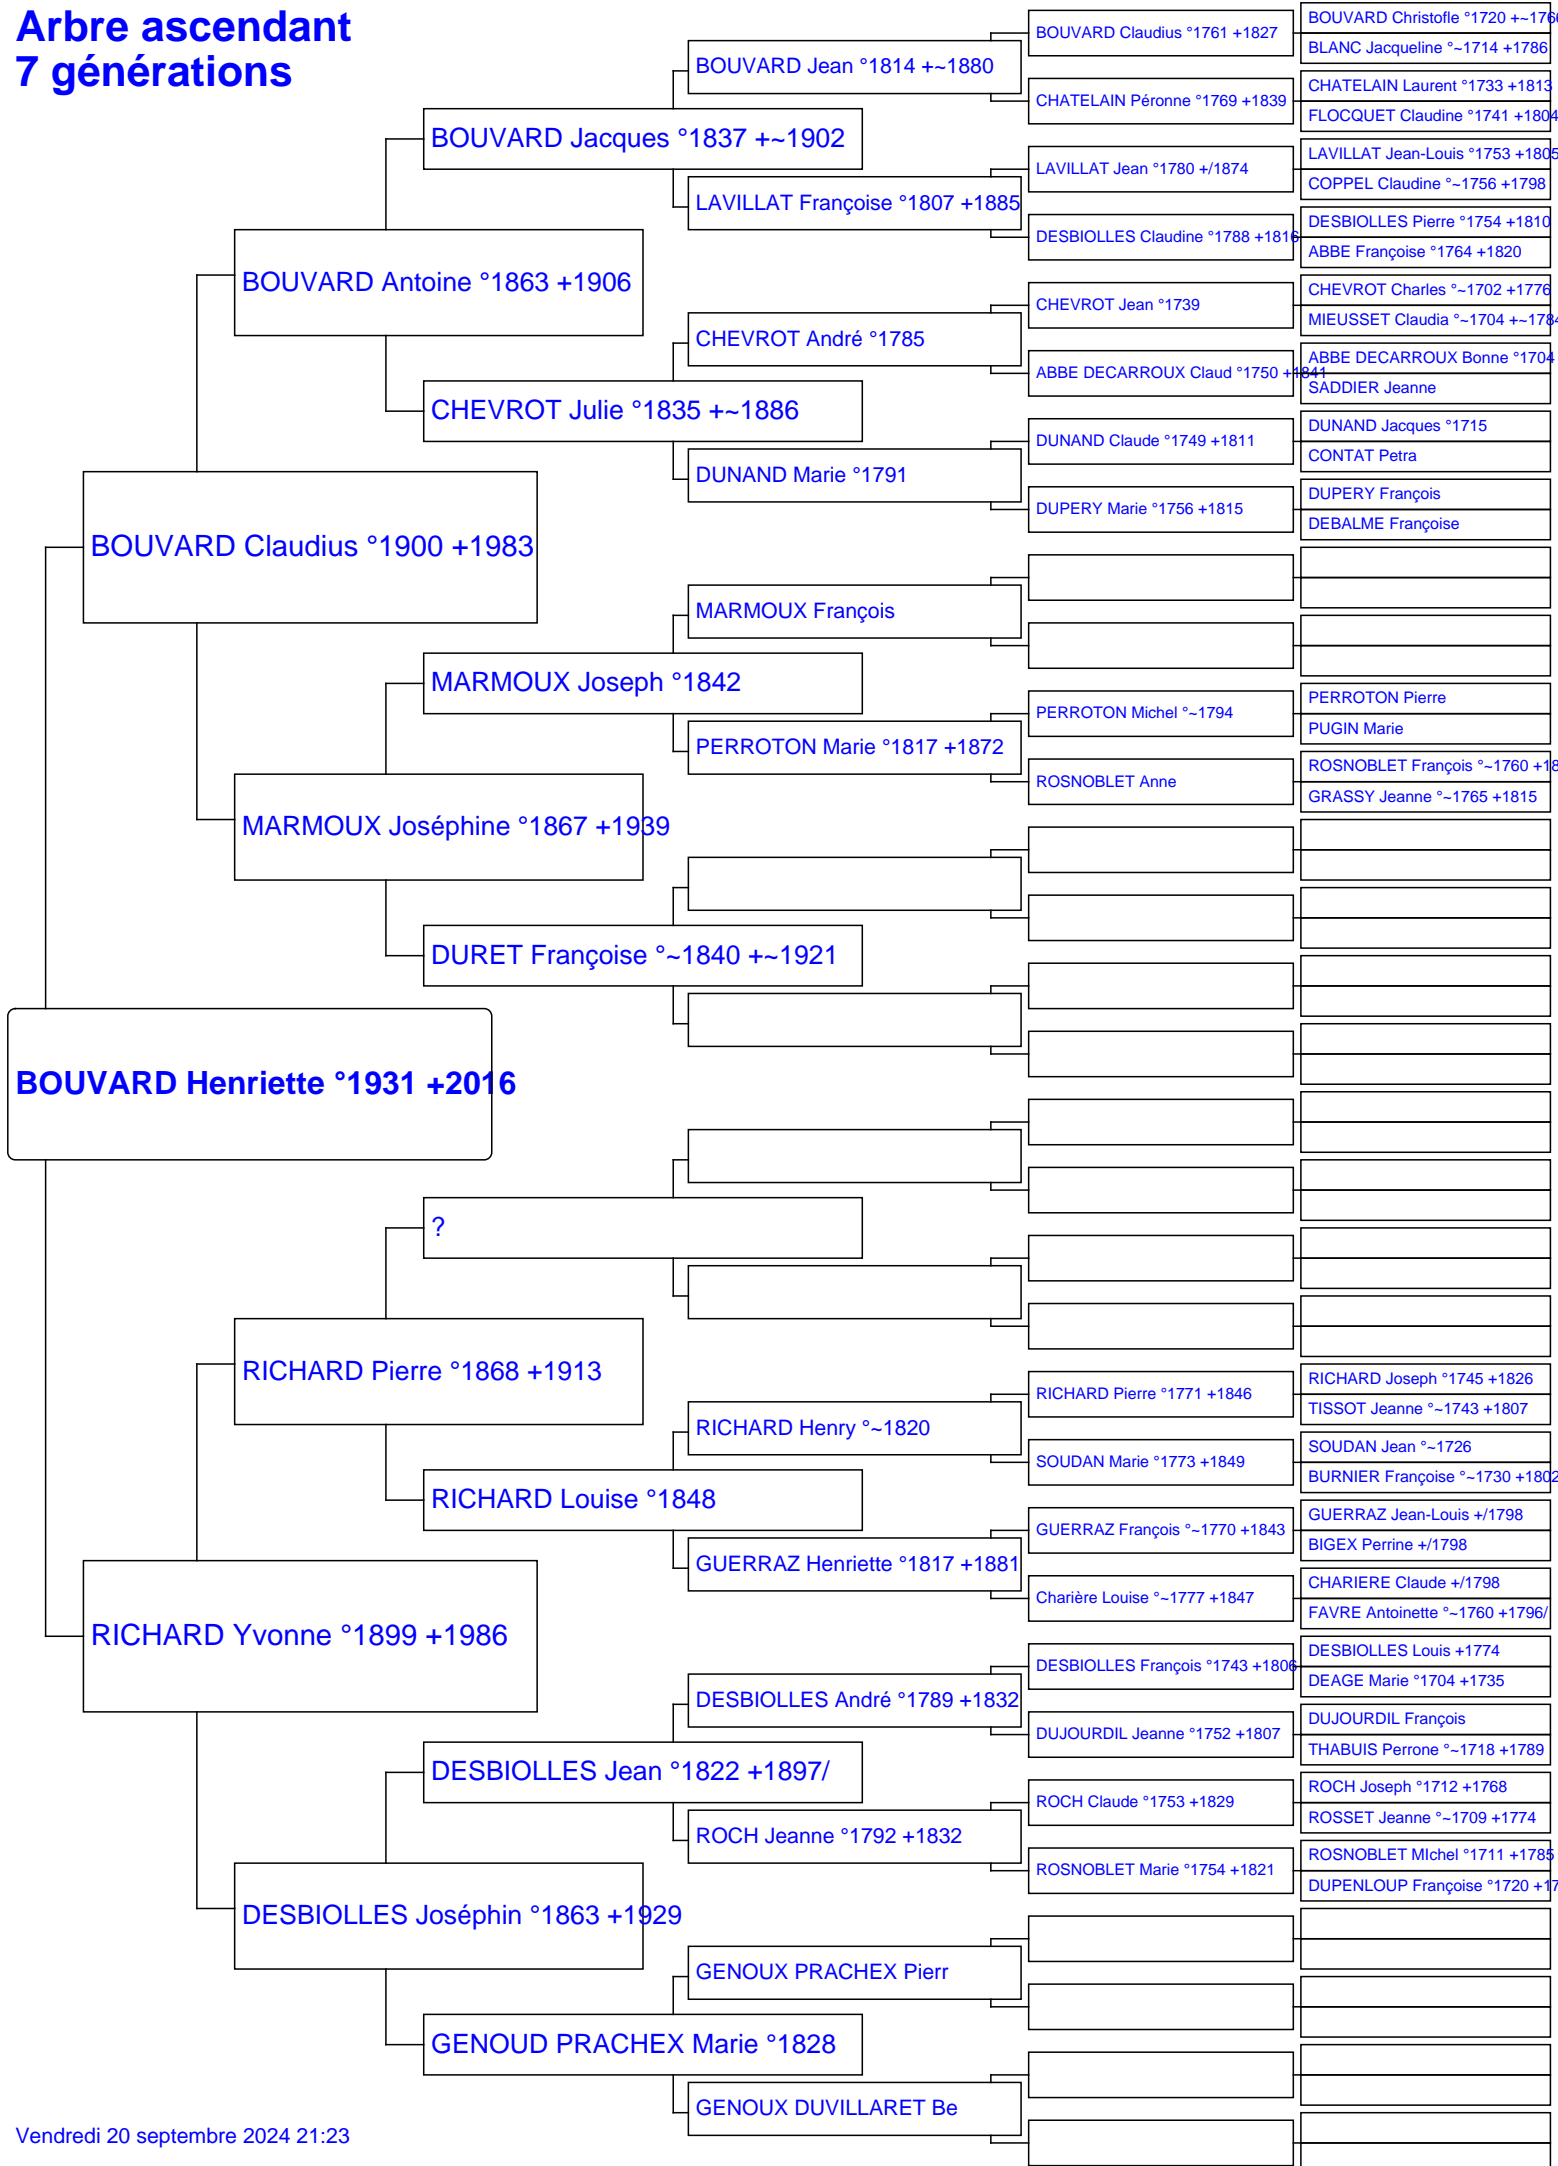 Arbre ascendant
7 générations
BOUVARD Henriette °1931 +2016
BOUVARD Claudius °1900 +1983
RICHARD Yvonne °1899 +1986
BOUVARD Antoine °1863 +1906
MARMOUX Joséphine °1867 +1939
RICHARD Pierre °1868 +1913
DESBIOLLES Joséphin °1863 +1929
BOUVARD Jacques °1837 +~1902
CHEVROT Julie °1835 +~1886
MARMOUX Joseph °1842
DURET Françoise °~1840 +~1921
?
RICHARD Louise °1848
DESBIOLLES Jean °1822 +1897/
GENOUD PRACHEX Marie °1828
BOUVARD Jean °1814 +~1880
LAVILLAT Françoise °1807 +1885
CHEVROT André °1785
DUNAND Marie °1791
MARMOUX François
PERROTON Marie °1817 +1872
RICHARD Henry °~1820
GUERRAZ Henriette °1817 +1881
DESBIOLLES André °1789 +1832
ROCH Jeanne °1792 +1832
GENOUX PRACHEX Pierr
GENOUX DUVILLARET Be
BOUVARD Claudius °1761 +1827
CHATELAIN Péronne °1769 +1839
LAVILLAT Jean °1780 +/1874
DESBIOLLES Claudine °1788 +1816
CHEVROT Jean °1739
ABBE DECARROUX Claud °1750 +1841
DUNAND Claude °1749 +1811
DUPERY Marie °1756 +1815
PERROTON Michel °~1794
ROSNOBLET Anne
RICHARD Pierre °1771 +1846
SOUDAN Marie °1773 +1849
GUERRAZ François °~1770 +1843
Charière Louise °~1777 +1847
DESBIOLLES François °1743 +1806
DUJOURDIL Jeanne °1752 +1807
ROCH Claude °1753 +1829
ROSNOBLET Marie °1754 +1821
BOUVARD Christofle °1720 +~1766
BLANC Jacqueline °~1714 +1786
CHATELAIN Laurent °1733 +1813
FLOCQUET Claudine °1741 +1804
LAVILLAT Jean-Louis °1753 +1805
COPPEL Claudine °~1756 +1798
DESBIOLLES Pierre °1754 +1810
ABBE Françoise °1764 +1820
CHEVROT Charles °~1702 +1776
MIEUSSET Claudia °~1704 +~1784
ABBE DECARROUX Bonne °1704
SADDIER Jeanne
DUNAND Jacques °1715
CONTAT Petra
DUPERY François
DEBALME Françoise
PERROTON Pierre
PUGIN Marie
ROSNOBLET François °~1760 +18
GRASSY Jeanne °~1765 +1815
RICHARD Joseph °1745 +1826
TISSOT Jeanne °~1743 +1807
SOUDAN Jean °~1726
BURNIER Françoise °~1730 +1802
GUERRAZ Jean-Louis +/1798
BIGEX Perrine +/1798
CHARIERE Claude +/1798
FAVRE Antoinette °~1760 +1796/
DESBIOLLES Louis +1774
DEAGE Marie °1704 +1735
DUJOURDIL François
THABUIS Perrone °~1718 +1789
ROCH Joseph °1712 +1768
ROSSET Jeanne °~1709 +1774
ROSNOBLET MIchel °1711 +1785
DUPENLOUP Françoise °1720 +17
Vendredi 20 septembre 2024 21:23